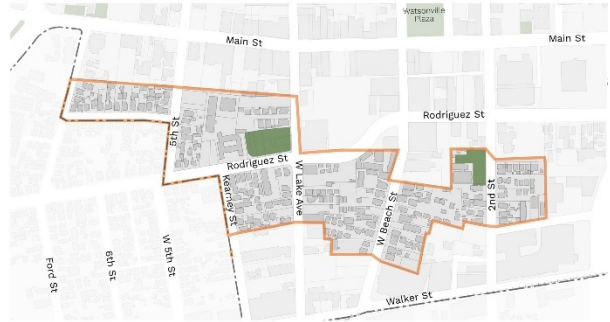 Watsonville
Plaza
Main St
Main St
Rodriguez St
5th St
Rodriguez St
Kearney St
W Lake Ave
W Beach St
2nd St
Ford St
6th St
W 5th St
Walker St